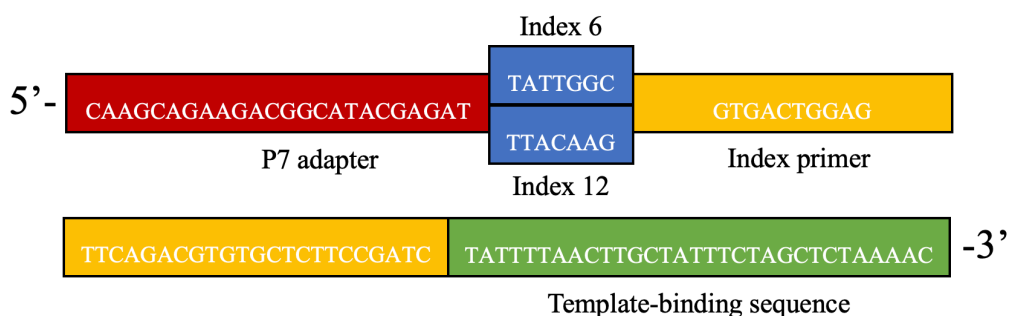 Index 6
TATTGGC
5’- CAAGCAGAAGACGGCATACGAGAT GTGACTGGAG
TTACAAG
P7 adapter Index primer
Index 12
TTCAGACGTGTGCTCTTCCGATC TATTTTAACTTGCTATTTCTAGCTCTAAAAC -3’
Template-binding sequence